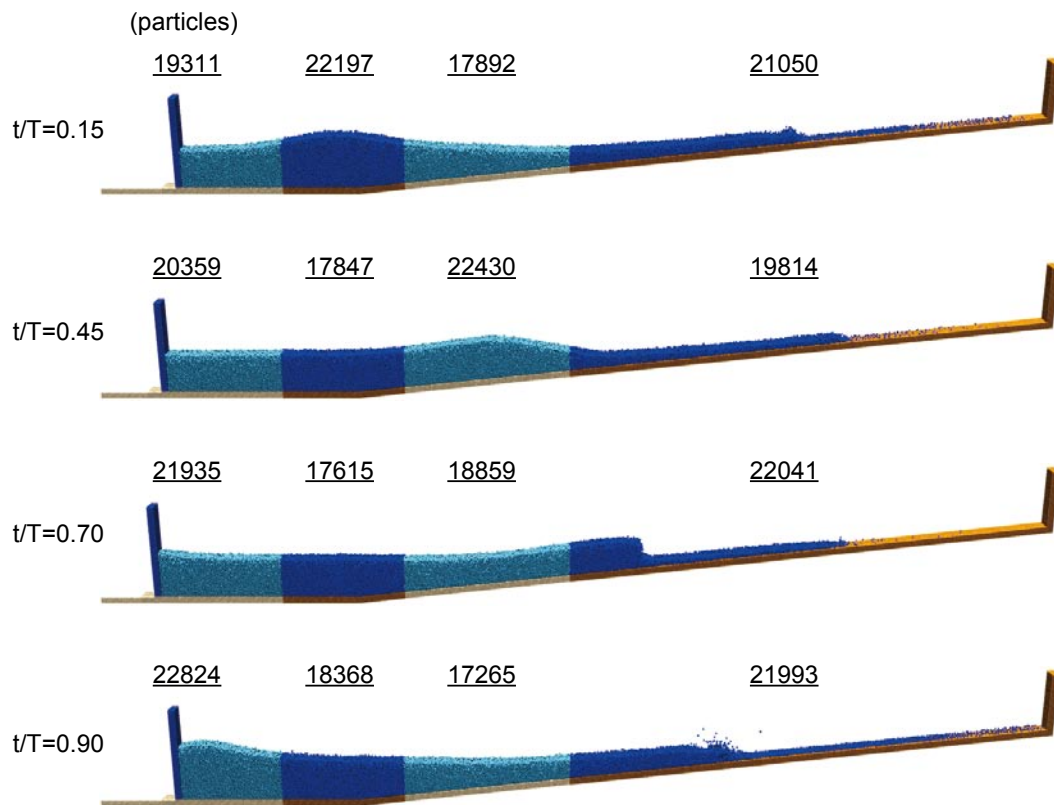 (particles)
19311 22197 17892 21050
t/T=0.15
20359 17847 22430 19814
t/T=0.45
21935 17615 18859 22041
t/T=0.70
22824 18368 17265 21993
t/T=0.90